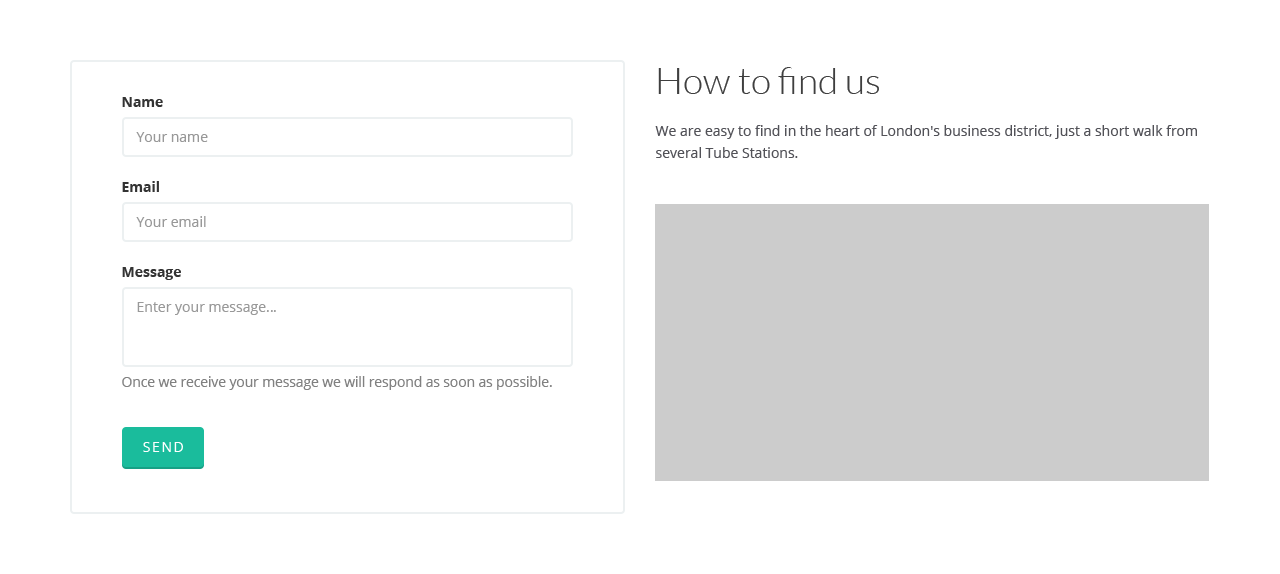 Name
Your name
Email
Your email
Message
Enter your message...
Once we receive your message we will respond as soon as possible.
SEND
How to find us
We are easy to find in the heart of London's business district, just a short walk from
several Tube Stations.